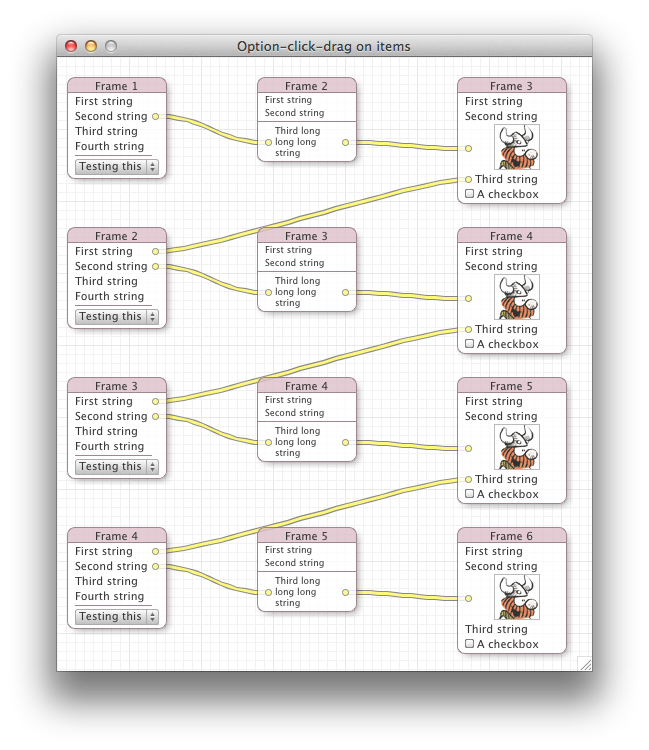 Option-click-drag on items
Frame 1
First string
Second string
Third string
Fourth string
Testing this
Frame 2
First string
Second string
Third long
long long
string
Frame 3
First string
Second string
Third string
A checkbox
Frame 2
First string
Second string
Third string
Fourth string
Testing this
Frame 3
First string
Second string
Third long
long long
string
Frame 4
First string
Second string
Third string
A checkbox
Frame 3
First string
Second string
Third string
Fourth string
Testing this
Frame 4
First string
Second string
Third long
long long
string
Frame 5
First string
Second string
Third string
A checkbox
Frame 4
First string
Second string
Third string
Fourth string
Testing this
Frame 5
First string
Second string
Third long
long long
string
Frame 6
First string
Second string
Third string
A checkbox